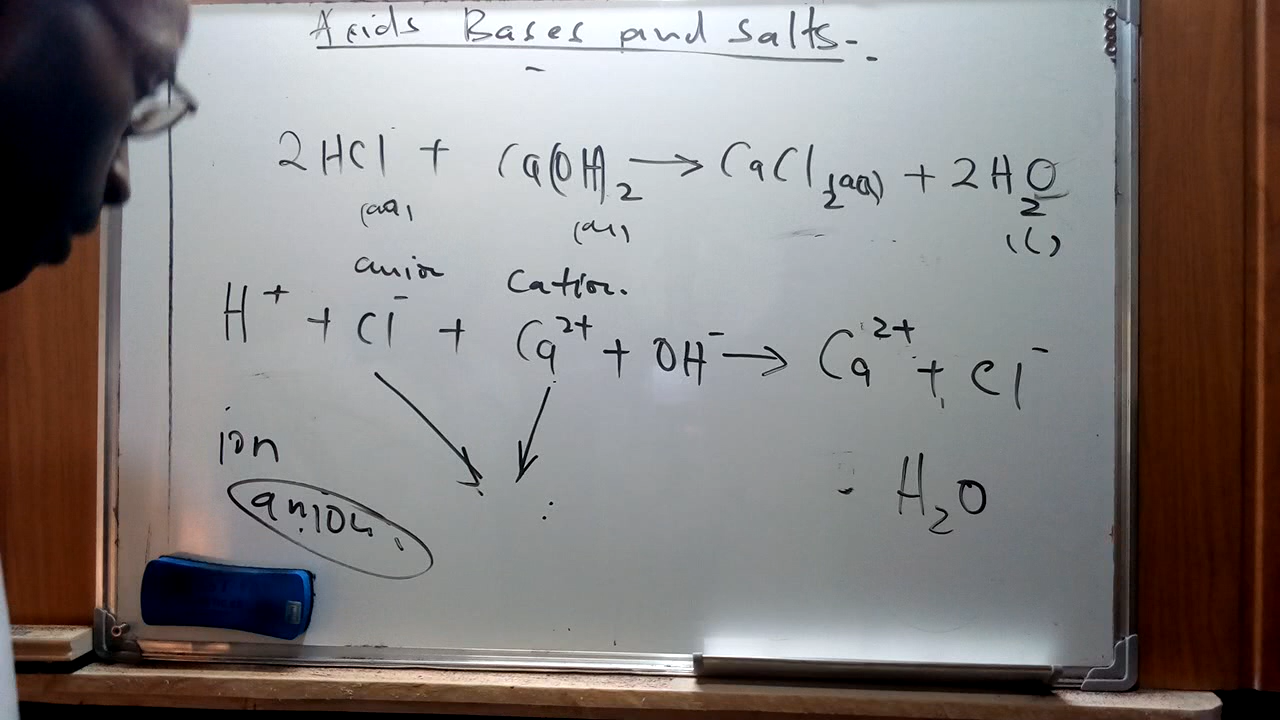 Acids Bases and salts.
2HCl + Ca(OH)2 → CaCl2(aq) + 2H2O
(aq) (aq) (l)
anion cation.
H+ + Cl- + Ca2+ + OH- → Ca2+ + Cl-
ion
H2O
anion